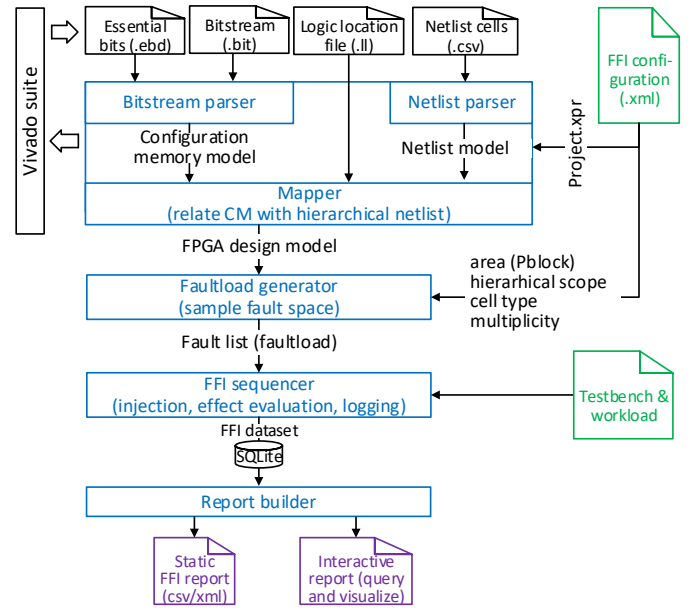 Vivado suite
Essential
bits (.ebd)
Bitstream
(.bit)
Logic location
file (.ll)
Netlist cells
(.csv)
FFI confi-
guration
(.xml)
Bitstream parser
Netlist parser
Configuration
memory model
Netlist model
Project.xpr
Mapper
(relate CM with hierarchical netlist)
FPGA design model
Faultload generator
(sample fault space)
area (Pblock)
hierarhical scope
cell type
multiplicity
Fault list (faultload)
FFI sequencer
(injection, effect evaluation, logging)
Testbench &
workload
FFI dataset
SQLite
Report builder
Static
FFI report
(csv/xml)
Interactive
report (query
and visualize)